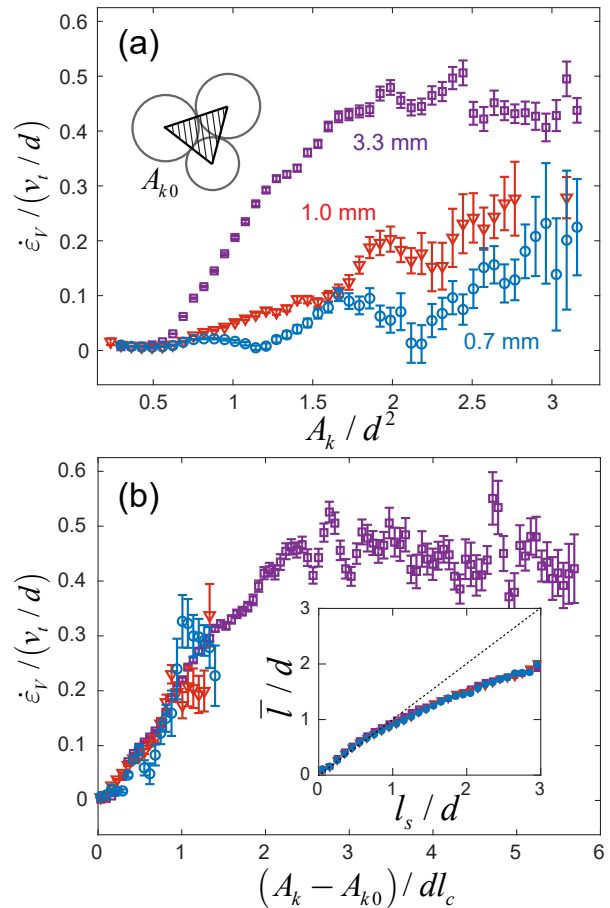 (a)
0.6
0.5
0.4
0.3
0.2
0.1
0
ε̇_V / (v_t / d)
A_{k0}
3.3 mm
1.0 mm
0.7 mm
0.5 1 1.5 2 2.5 3
A_k / d^2
(b)
0.6
0.5
0.4
0.3
0.2
0.1
0
ε̇_V / (v_t / d)
3
2
1
0
l̅ / d
0 1 2 3
l_s / d
0 1 2 3 4 5 6
(A_k − A_{k0}) / dl_c